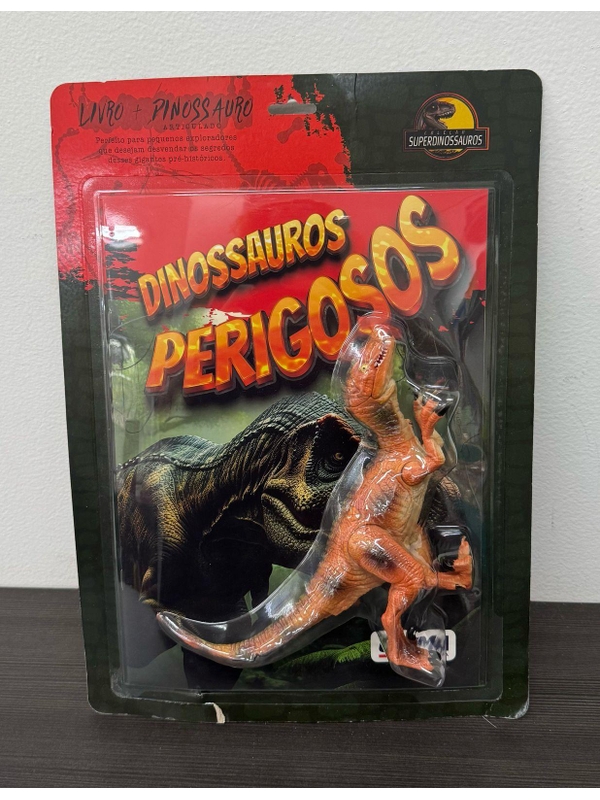 LIVRO + DINOSSAURO
ARTICULADO
Perfeito para pequenos exploradores
que desejam desvendar os segredos
desses gigantes pré-históricos.
COLEÇÃO
SUPERDINOSSAUROS
DINOSSAUROS
PERIGOSOS